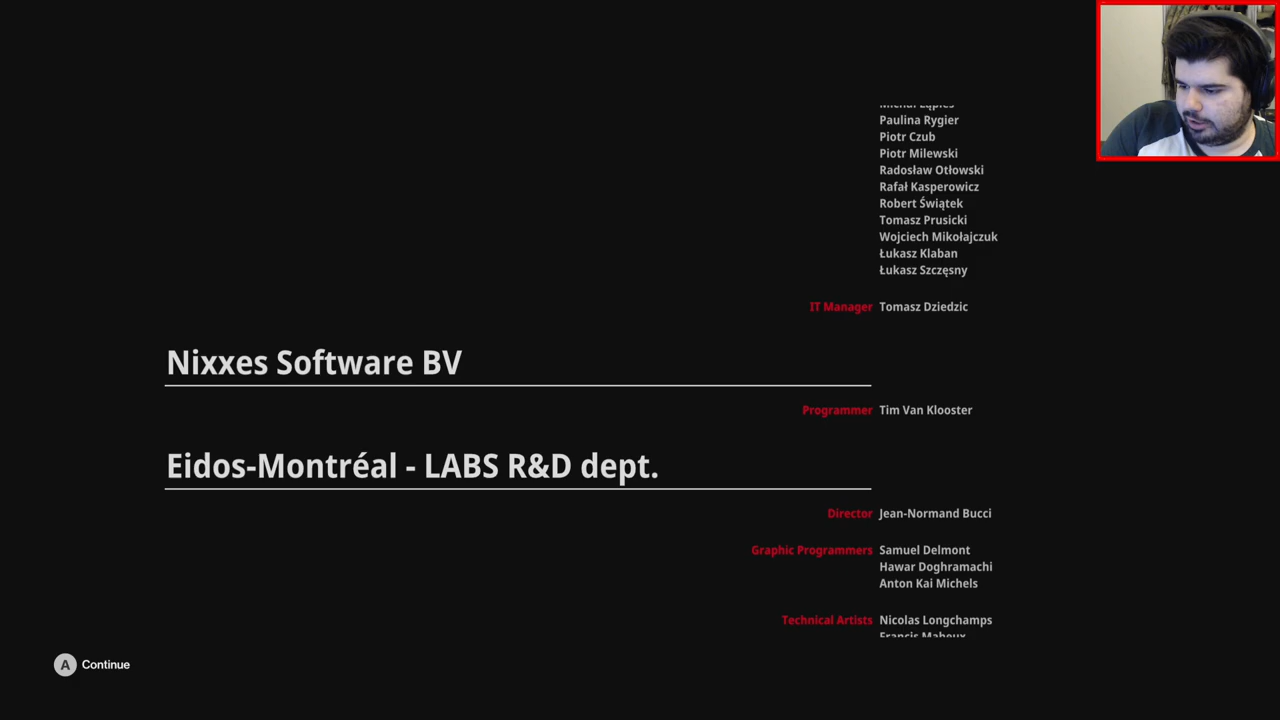 Paulina Rygier
Piotr Czub
Piotr Milewski
Radosław Otłowski
Rafał Kasperowicz
Robert Świątek
Tomasz Prusicki
Wojciech Mikołajczuk
Łukasz Klaban
Łukasz Szczęsny
IT Manager Tomasz Dziedzic
Nixxes Software BV
Programmer Tim Van Klooster
Eidos-Montréal - LABS R&D dept.
Director Jean-Normand Bucci
Graphic Programmers Samuel Delmont
Hawar Doghramachi
Anton Kai Michels
Technical Artists Nicolas Longchamps
A Continue